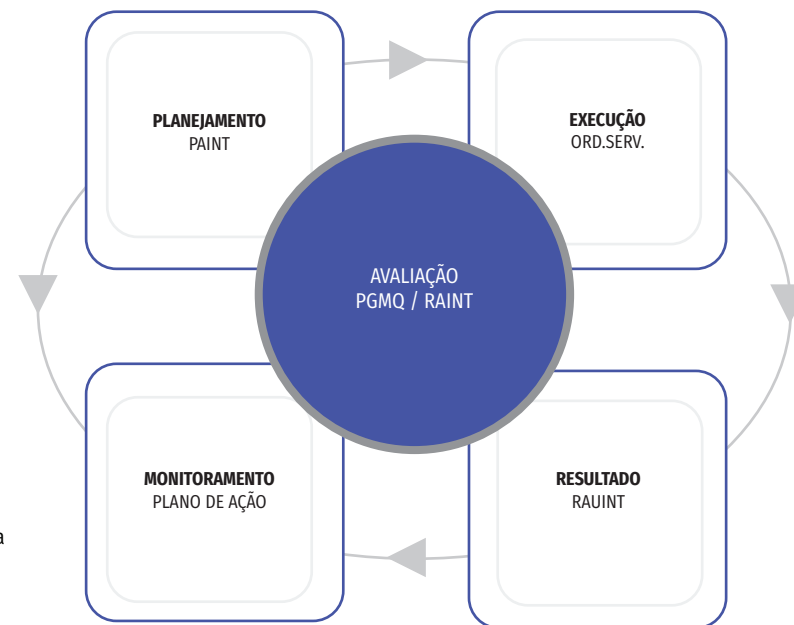 PLANEJAMENTO
PAINT
EXECUÇÃO
ORD.SERV.
AVALIAÇÃO
PGMQ / RAINT
MONITORAMENTO
PLANO DE AÇÃO
RESULTADO
RAUINT
a